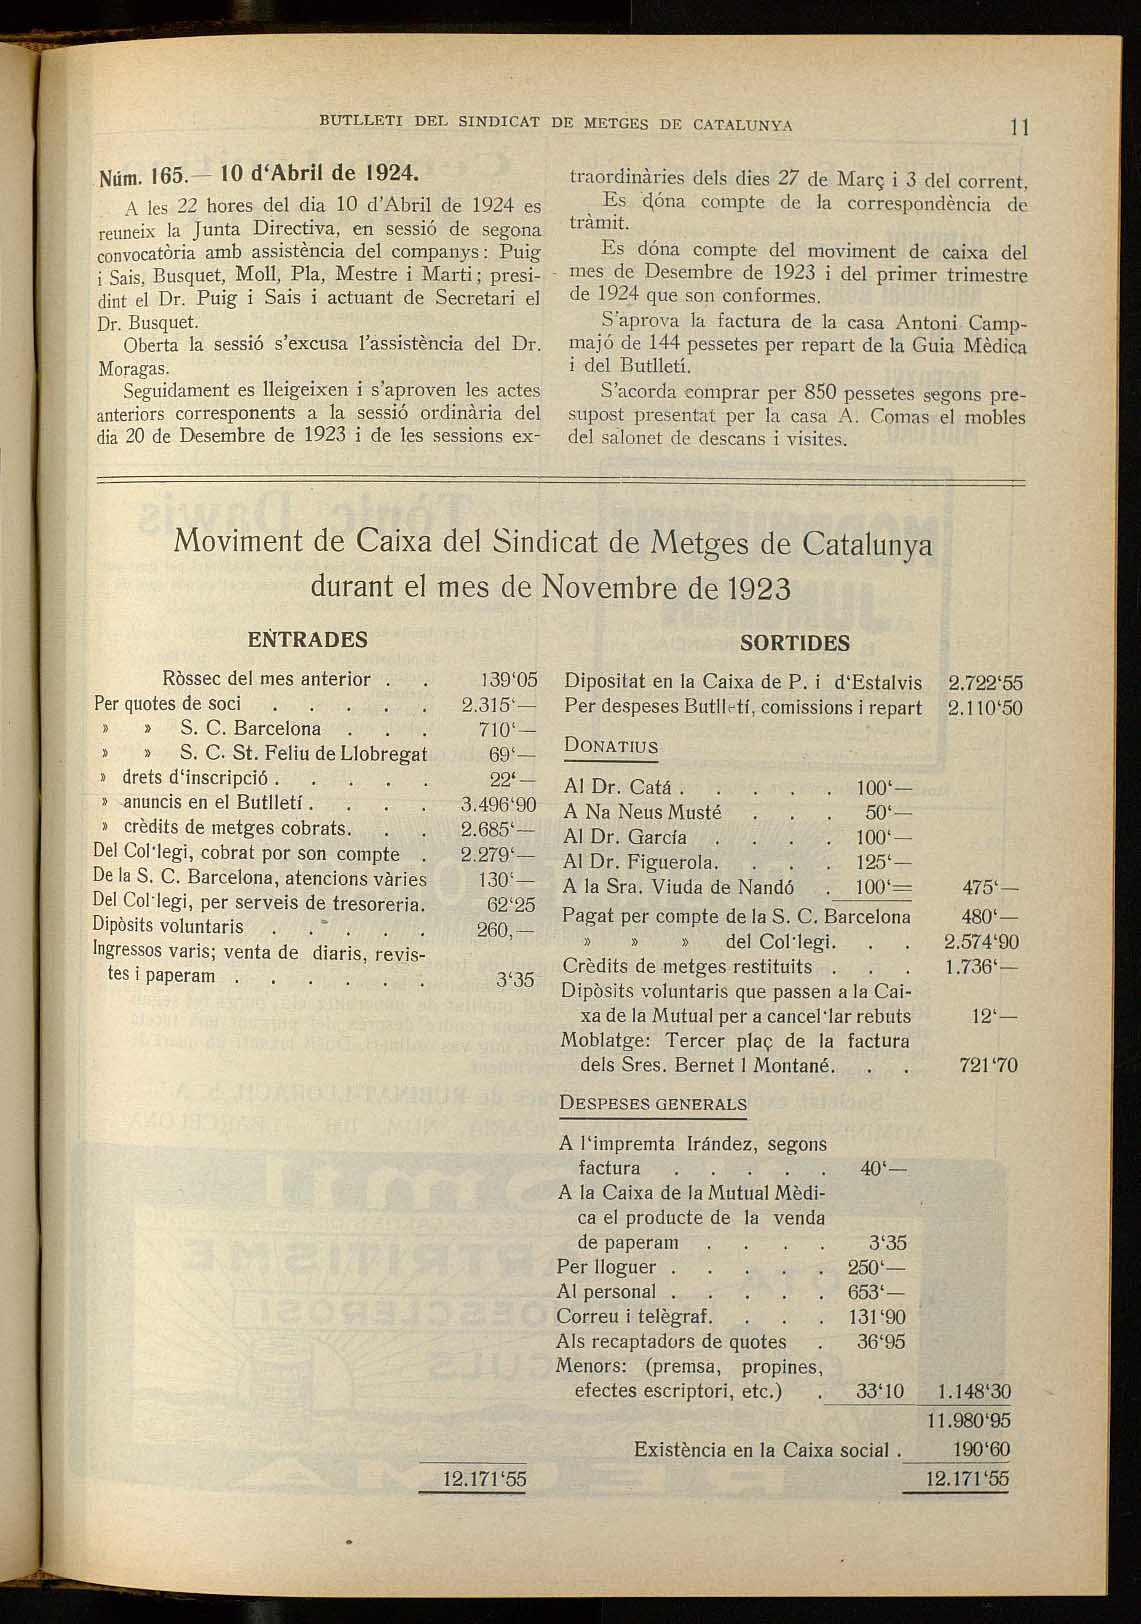 BUTLLETI DEL SINDICAT DE METGES DE CATALUNYA 11
Núm. 165.— 10 d‘Abril de 1924.
A les 22 hores del dia 10 d'Abril de 1924 es
reuneix la Junta Directiva, en sessió de segona
convocatòria amb assistència del companys: Puig
i Sais, Busquet, Moll, Pla, Mestre i Marti; presi-
dint el Dr. Puig i Sais i actuant de Secretari el
Dr. Busquet.
Oberta la sessió s'excusa l'assistència del Dr.
Moragas.
Seguidament es lleigeixen i s'aproven les actes
anteriors corresponents a la sessió ordinària del
dia 20 de Desembre de 1923 i de les sessions ex-
traordinàries dels dies 27 de Març i 3 del corrent,
Es dóna compte de la correspondència de
tràmit.
Es dóna compte del moviment de caixa del
mes de Desembre de 1923 i del primer trimestre
de 1924 que son conformes.
S'aprova la factura de la casa Antoni Camp-
majó de 144 pessetes per repart de la Guia Mèdica
i del Butlletí.
S'acorda comprar per 850 pessetes segons pre-
supost presentat per la casa A. Comas el mobles
del salonet de descans i visites.
Moviment de Caixa del Sindicat de Metges de Catalunya
durant el mes de Novembre de 1923
ENTRADES
Ròssec del mes anterior . . 139‘05
Per quotes de soci . . . . . 2.315‘—
» » S. C. Barcelona . . . 710‘—
» » S. C. St. Feliu de Llobregat 69‘—
» drets d‘inscripció . . . . . 22‘—
» anuncis en el Butlletí . . . . 3.496‘90
» crèdits de metges cobrats. . . 2.685‘—
Del Col·legi, cobrat por son compte . 2.279‘—
De la S. C. Barcelona, atencions vàries 130‘—
Del Col·legi, per serveis de tresoreria. 62‘25
Dipòsits voluntaris . . . . . 260,—
Ingressos varis; venta de diaris, revis-
tes i paperam . . . . . . 3‘35
12.171‘55
SORTIDES
Dipositat en la Caixa de P. i d‘Estalvis 2.722‘55
Per despeses Butlletí, comissions i repart 2.110‘50
DONATIUS
Al Dr. Catá . . . . . 100‘—
A Na Neus Musté . . . 50‘—
Al Dr. García . . . . 100‘—
Al Dr. Figuerola. . . . 125‘—
A la Sra. Viuda de Nandó . 100‘= 475‘—
Pagat per compte de la S. C. Barcelona 480‘—
» » » del Col·legi. . . 2.574‘90
Crèdits de metges restituits . . . 1.736‘—
Dipòsits voluntaris que passen a la Cai-
xa de la Mutual per a cancel·lar rebuts 12‘—
Moblatge: Tercer plaç de la factura
dels Sres. Bernet I Montané. . . 721‘70
DESPESES GENERALS
A l‘impremta Irández, segons
factura . . . . . 40‘—
A la Caixa de la Mutual Mèdi-
ca el producte de la venda
de paperam . . . . 3‘35
Per lloguer . . . . . 250‘—
Al personal . . . . . 653‘—
Correu i telègraf. . . . 131‘90
Als recaptadors de quotes . 36‘95
Menors: (premsa, propines,
efectes escriptori, etc.) . 33‘10 1.148‘30
11.980‘95
Existència en la Caixa social . 190‘60
12.171‘55